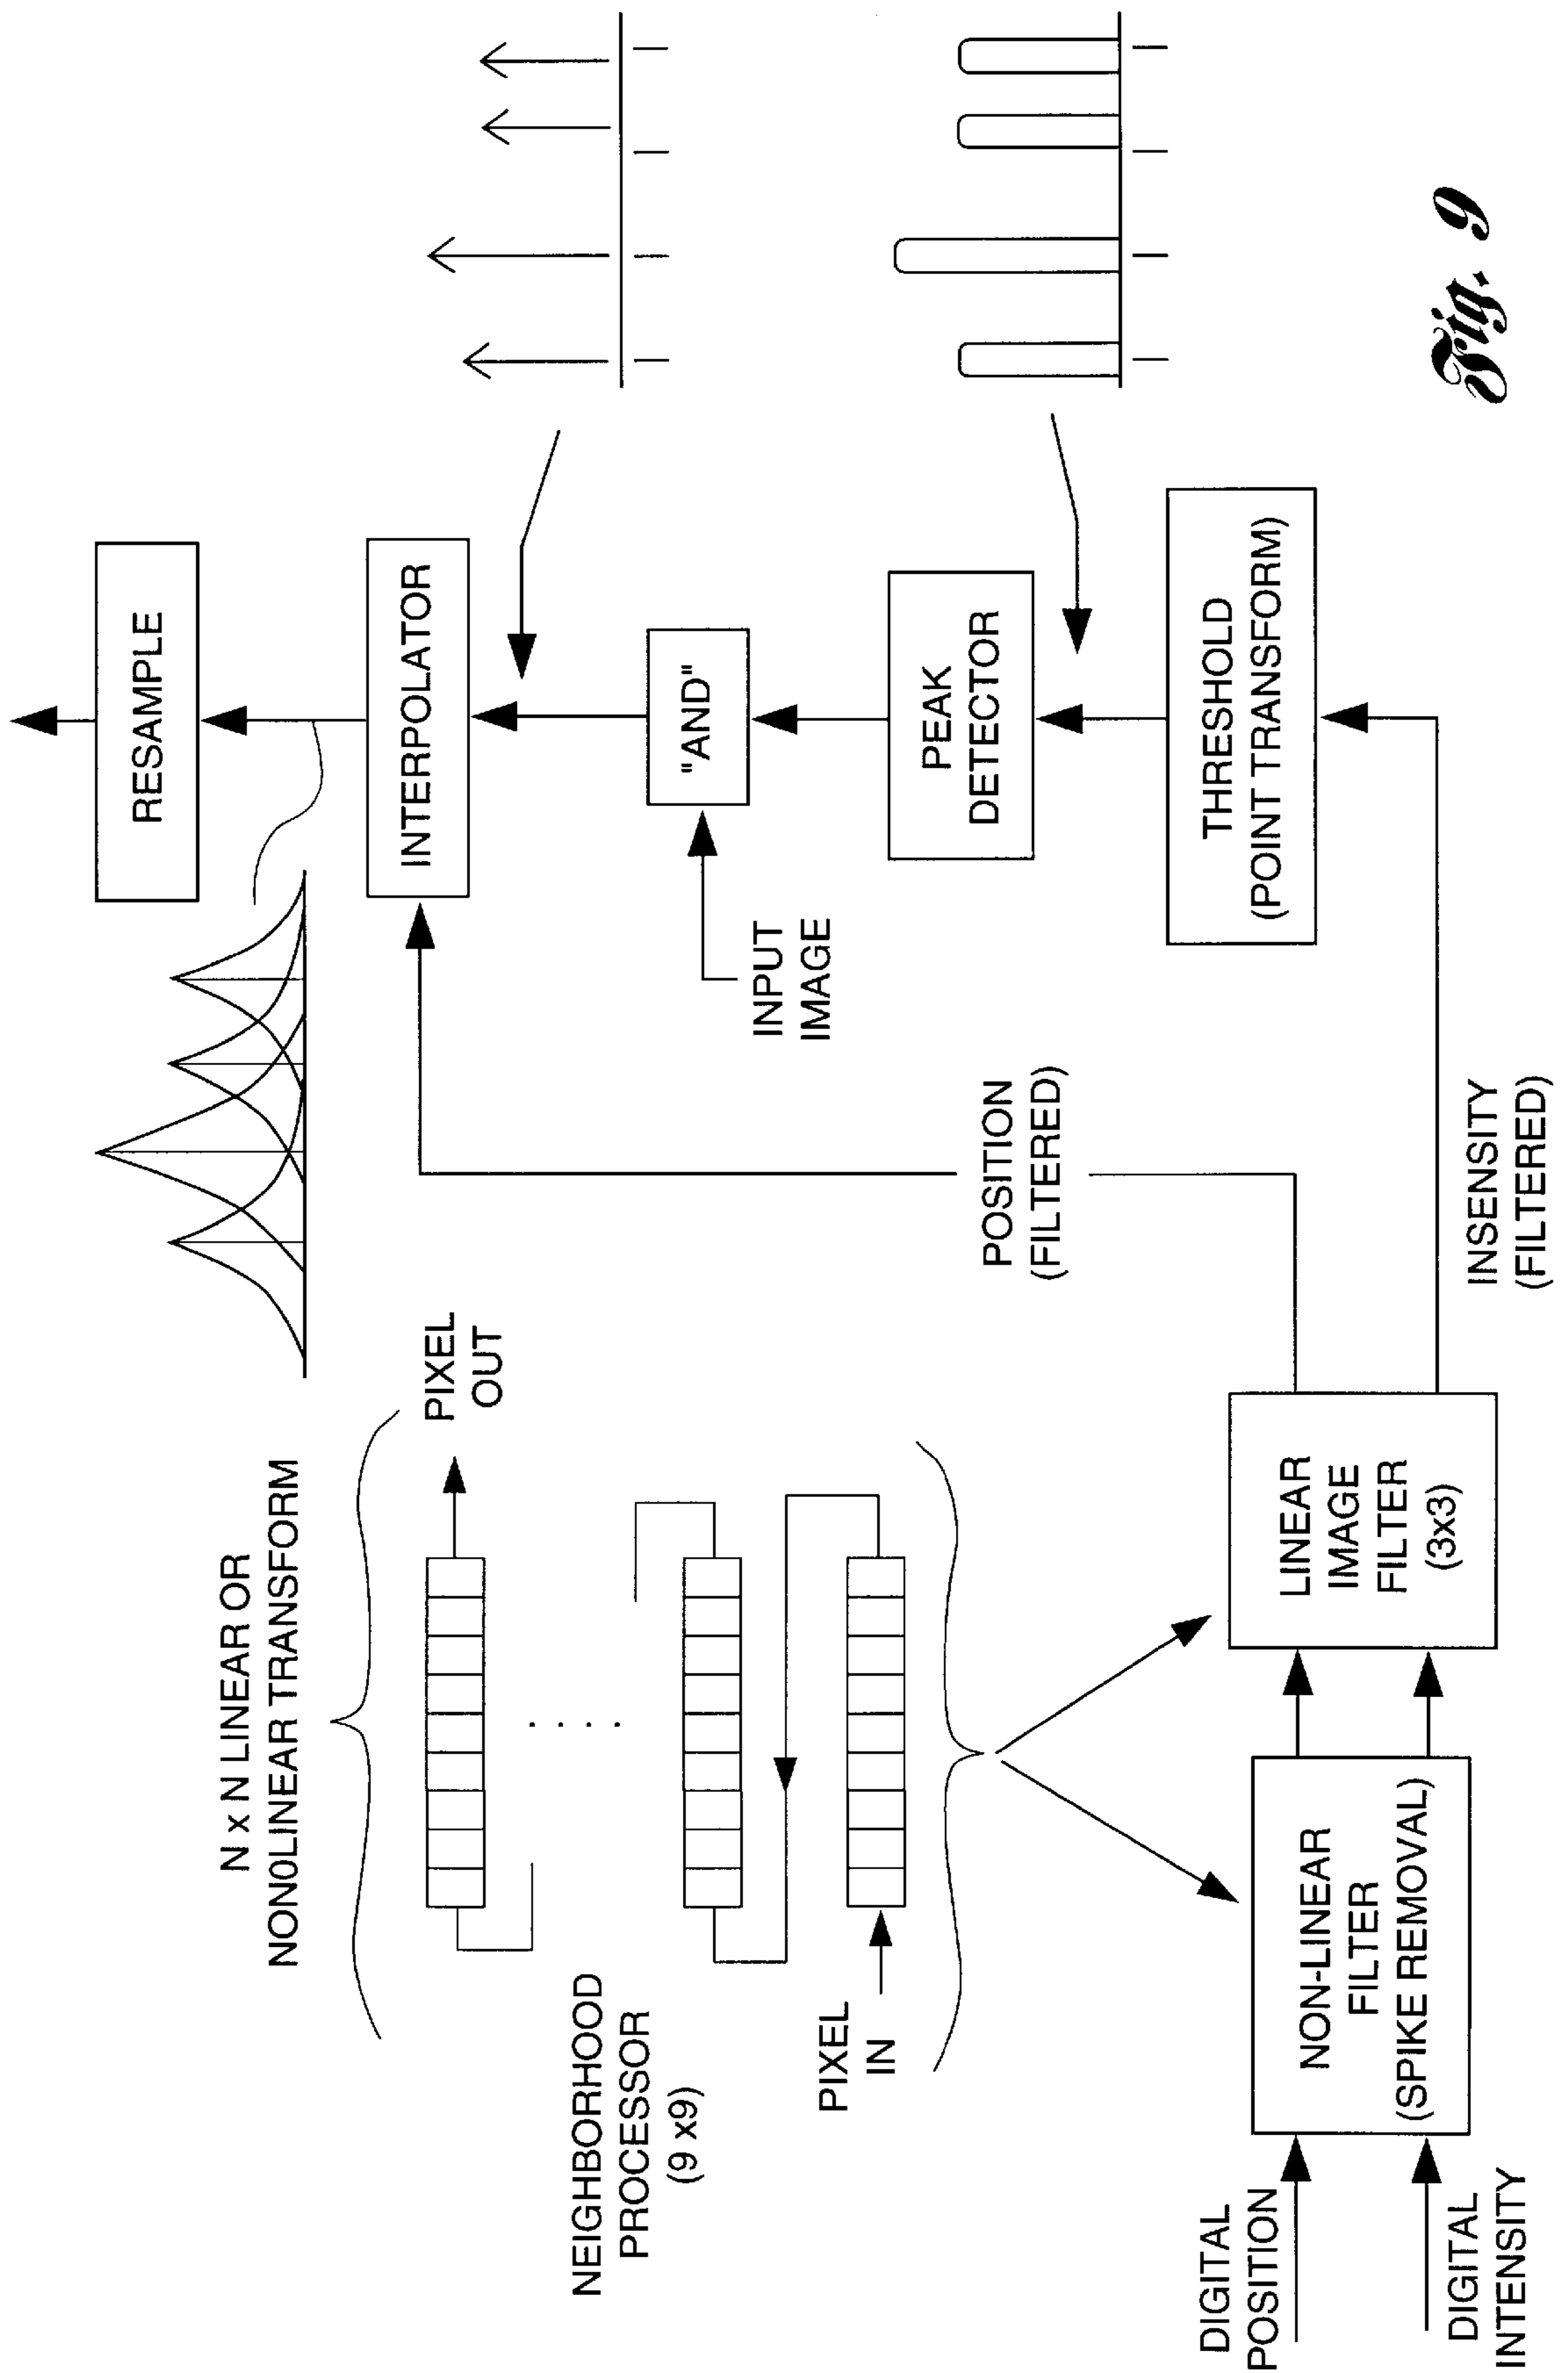 N x N LINEAR OR
NONOLINEAR TRANSFORM
PIXEL
OUT
NEIGHBORHOOD
PROCESSOR
(9 x9)
PIXEL
IN
DIGITAL
POSITION
DIGITAL
INTENSITY
NON-LINEAR
FILTER
(SPIKE REMOVAL)
LINEAR
IMAGE
FILTER
(3x3)
POSITION
(FILTERED)
INSENSITY
(FILTERED)
RESAMPLE
INTERPOLATOR
"AND"
INPUT
IMAGE
PEAK
DETECTOR
THRESHOLD
(POINT TRANSFORM)
Fig. 9